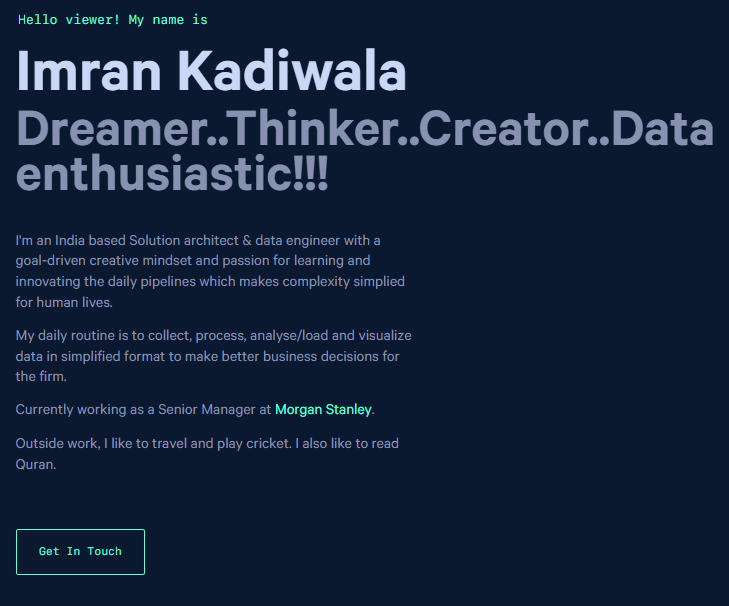 Hello viewer! My name is
Imran Kadiwala
Dreamer..Thinker..Creator..Data
enthusiastic!!!
I'm an India based Solution architect & data engineer with a
goal-driven creative mindset and passion for learning and
innovating the daily pipelines which makes complexity simplied
for human lives.
My daily routine is to collect, process, analyse/load and visualize
data in simplified format to make better business decisions for
the firm.
Currently working as a Senior Manager at Morgan Stanley.
Outside work, I like to travel and play cricket. I also like to read
Quran.
Get In Touch